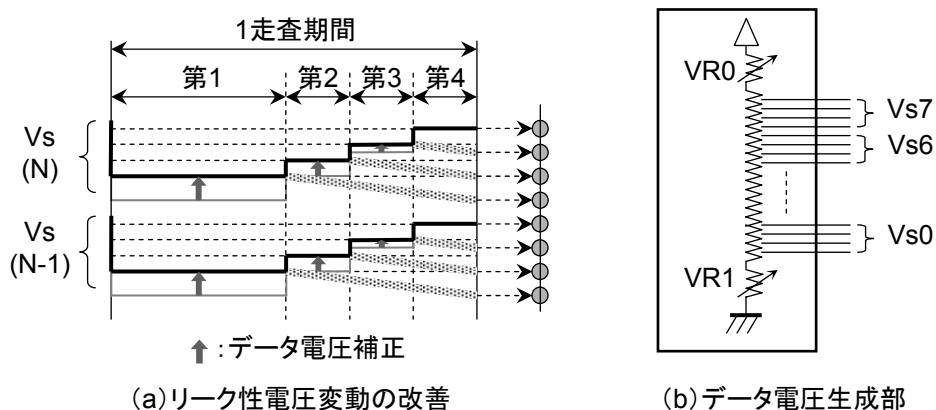 1走査期間
第1 第2 第3 第4
Vs
(N)
Vs
(N-1)
:データ電圧補正
(a)リーク性電圧変動の改善
VR0
Vs7
Vs6
Vs0
VR1
(b)データ電圧生成部